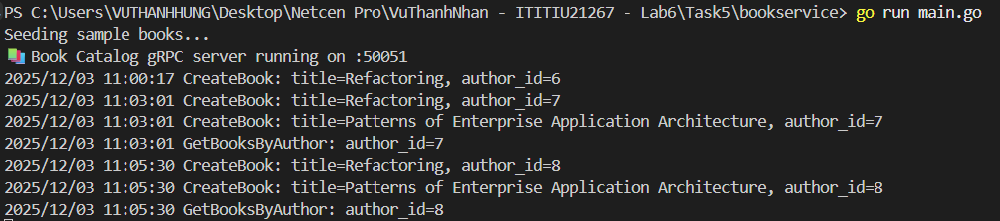 PS C:\Users\VUTHANHHUNG\Desktop\Netcen Pro\VuThanhNhan - ITITIU21267 - Lab6\Task5\bookservice> go run main.go
Seeding sample books...
📚 Book Catalog gRPC server running on :50051
2025/12/03 11:00:17 CreateBook: title=Refactoring, author_id=6
2025/12/03 11:03:01 CreateBook: title=Refactoring, author_id=7
2025/12/03 11:03:01 CreateBook: title=Patterns of Enterprise Application Architecture, author_id=7
2025/12/03 11:03:01 GetBooksByAuthor: author_id=7
2025/12/03 11:05:30 CreateBook: title=Refactoring, author_id=8
2025/12/03 11:05:30 CreateBook: title=Patterns of Enterprise Application Architecture, author_id=8
2025/12/03 11:05:30 GetBooksByAuthor: author_id=8